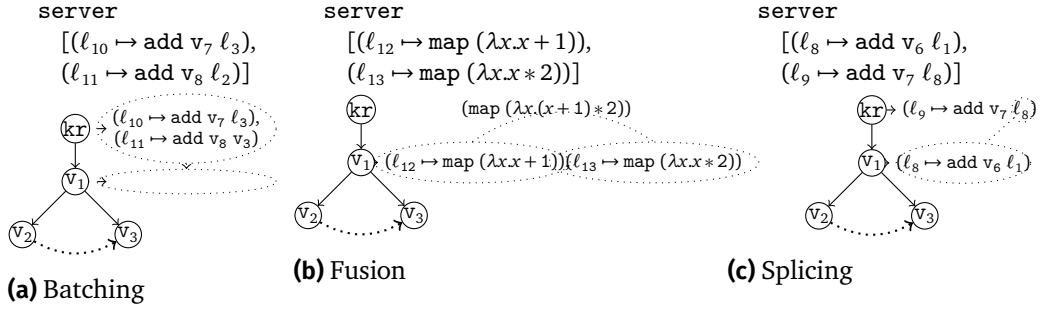 server
[(ℓ₁₀ ↦ add v₇ ℓ₃),
(ℓ₁₁ ↦ add v₈ ℓ₂)]
kr
(ℓ₁₀ ↦ add v₇ ℓ₃),
(ℓ₁₁ ↦ add v₈ v₃)
v₁
v₂
v₃
(a) Batching
server
[(ℓ₁₂ ↦ map (λx.x + 1)),
(ℓ₁₃ ↦ map (λx.x * 2))]
kr
(map (λx.(x + 1) * 2))
v₁
(ℓ₁₂ ↦ map (λx.x + 1))
(ℓ₁₃ ↦ map (λx.x * 2))
v₂
v₃
(b) Fusion
server
[(ℓ₈ ↦ add v₆ ℓ₁),
(ℓ₉ ↦ add v₇ ℓ₈)]
kr
(ℓ₉ ↦ add v₇ ℓ₈)
v₁
(ℓ₈ ↦ add v₆ ℓ₁)
v₂
v₃
(c) Splicing